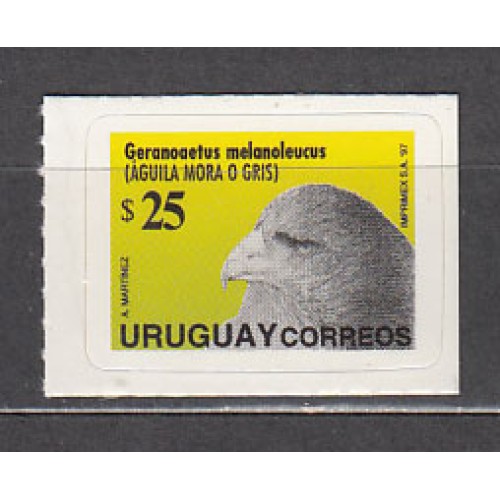 Geranoaetus melanoleucus
(ÁGUILA MORA O GRIS)
$ 25
A. MARTINEZ
IMPRIMEX S.A. '97
URUGUAY CORREOS